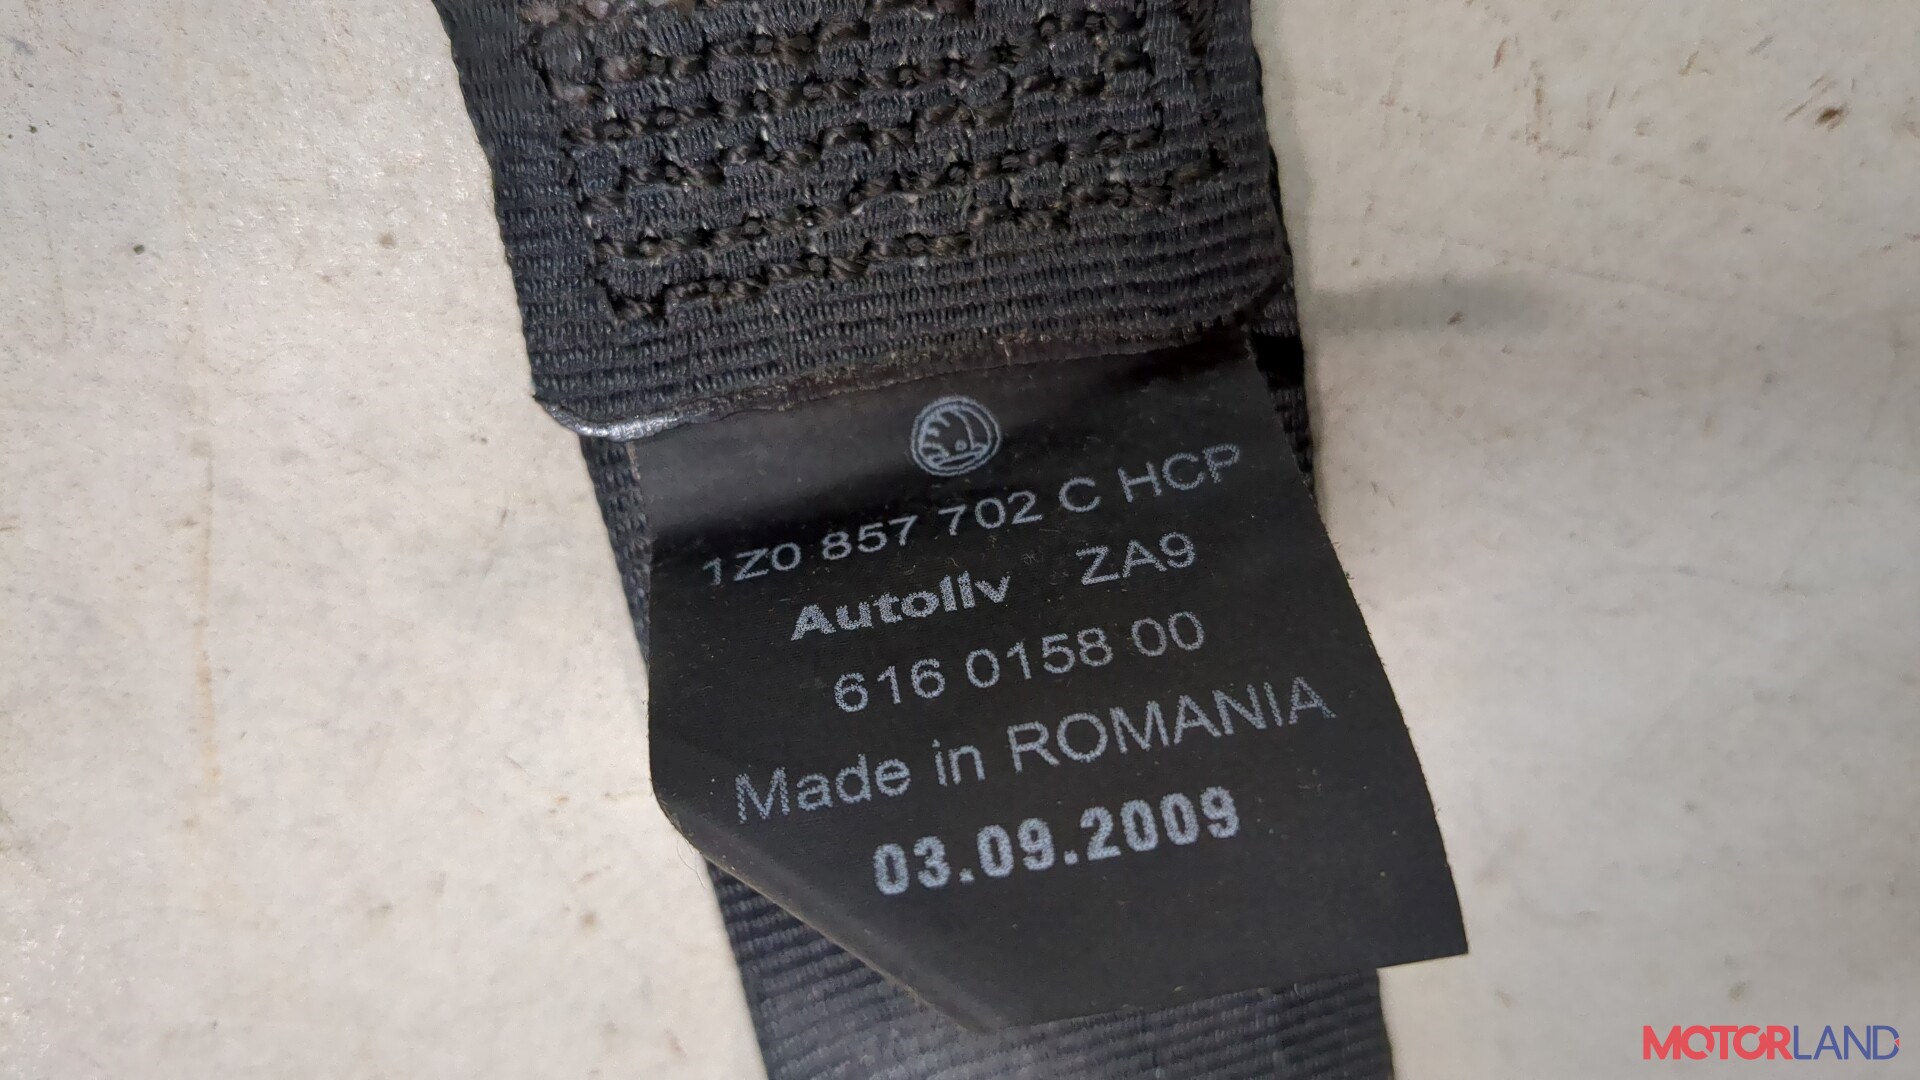 1Z0 857 702 C HCP
Autoliv ZA9
616 0158 00
Made in ROMANIA
03.09.2009
MOTORLAND